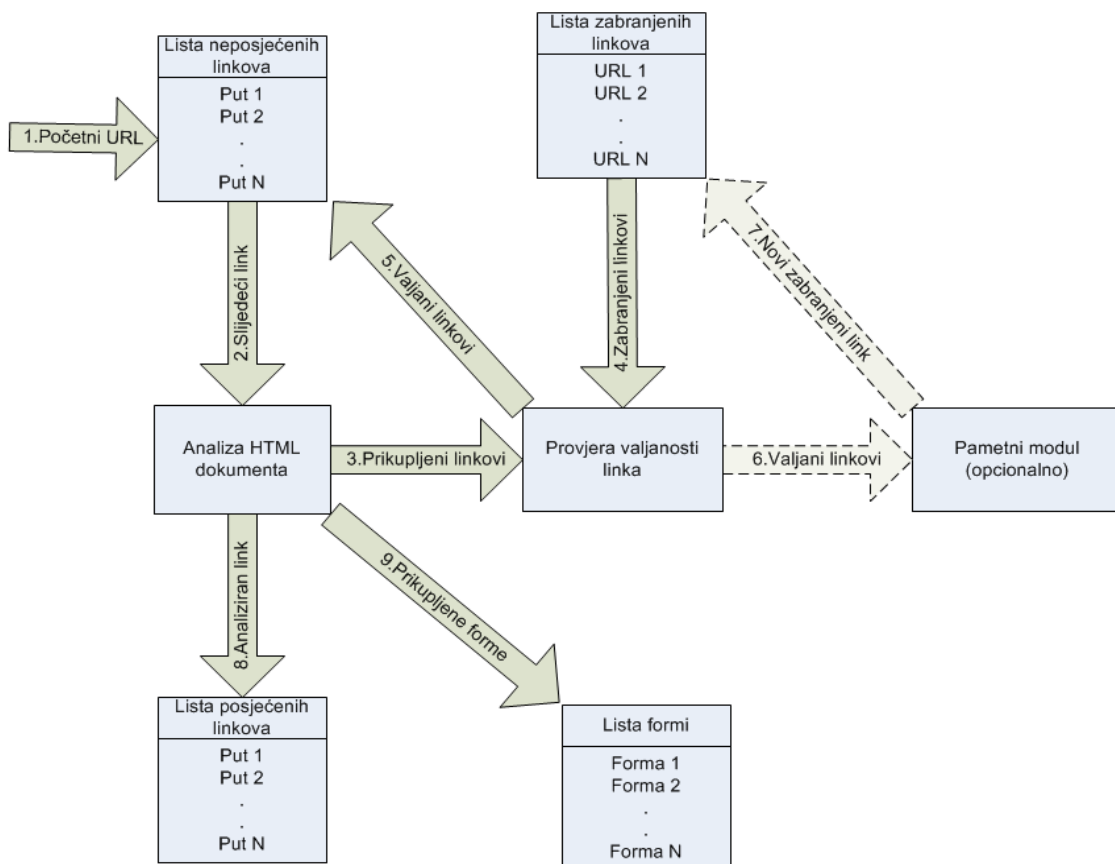 Lista neposjećenih
linkova
Put 1
Put 2
.
.
Put N
Lista zabranjenih
linkova
URL 1
URL 2
.
.
URL N
1.Početni URL
2.Slijedeći link
5.Valjani linkovi
4.Zabranjeni linkovi
7.Novi zabranjeni link
Analiza HTML
dokumenta
3.Prikupljeni linkovi
Provjera valjanosti
linka
6.Valjani linkovi
Pametni modul
(opcionalno)
8.Analiziran link
9.Prikupljene forme
Lista posjećenih
linkova
Put 1
Put 2
.
.
Put N
Lista formi
Forma 1
Forma 2
.
.
Forma N